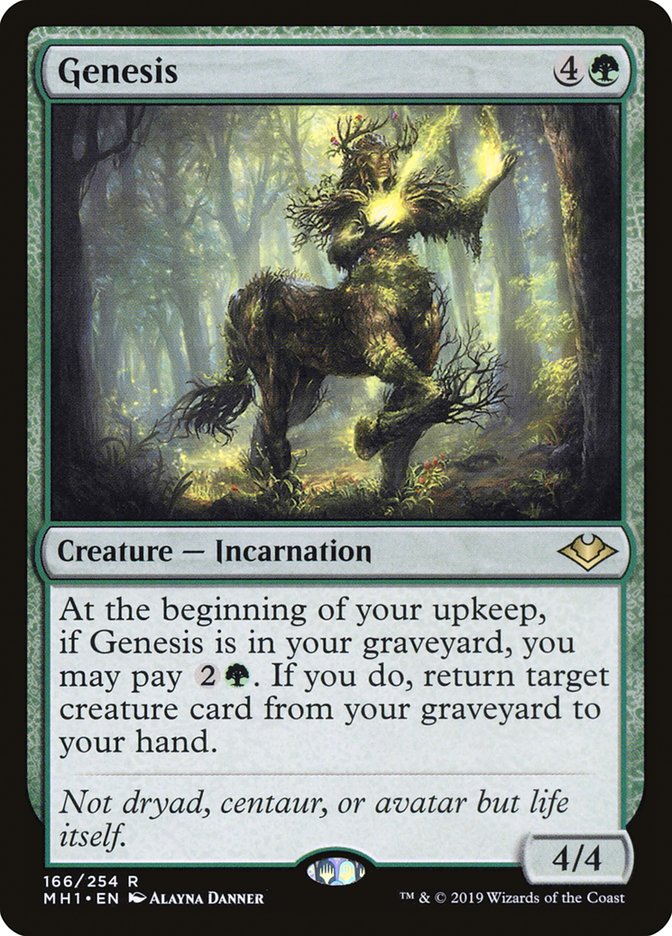 Genesis 4
Creature — Incarnation
At the beginning of your upkeep,
if Genesis is in your graveyard, you
may pay 2. If you do, return target
creature card from your graveyard to
your hand.
Not dryad, centaur, or avatar but life
itself.
4/4
166/254 R
MH1 • EN Alayna Danner
™ & © 2019 Wizards of the Coast